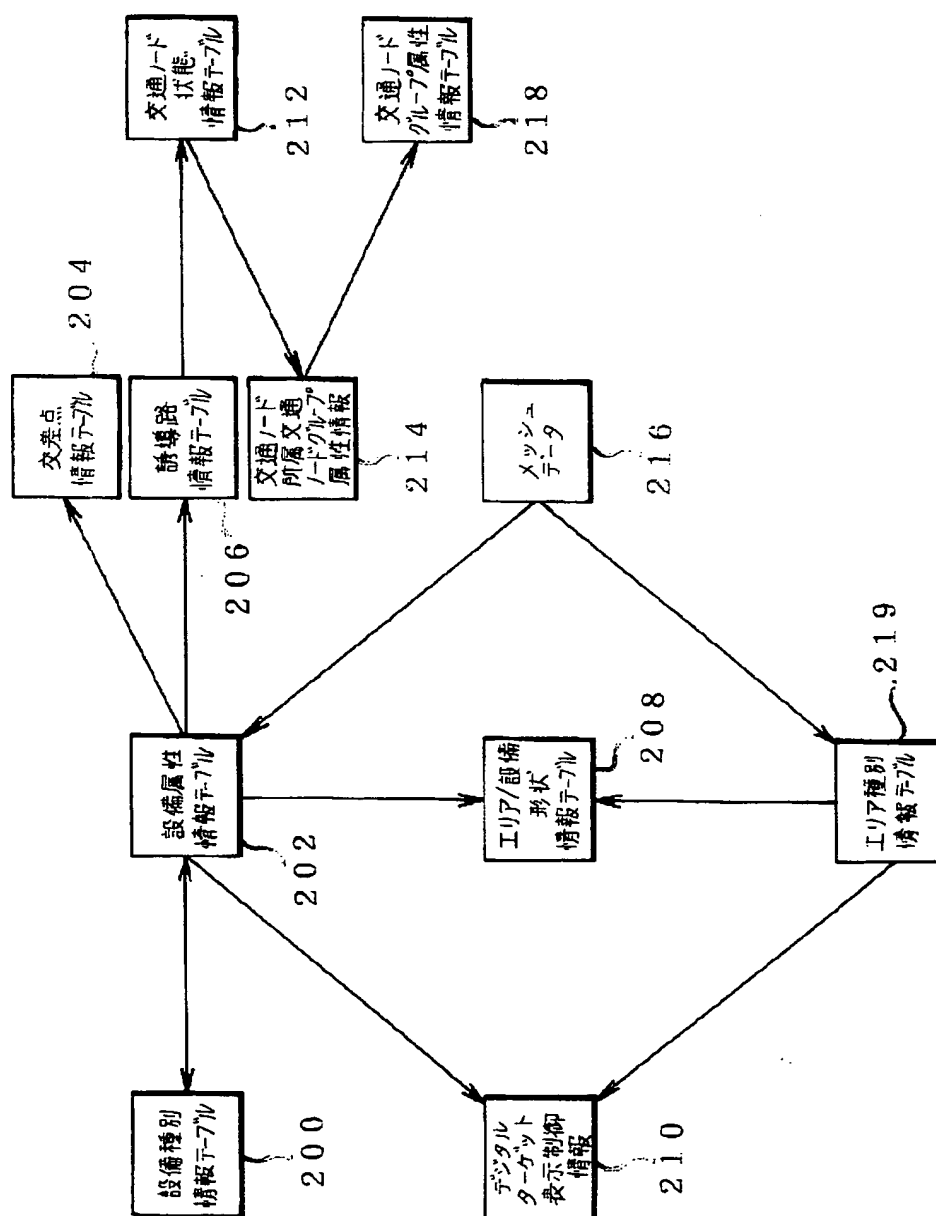 設備種別
情報テーブル
200
設備属性
情報テーブル
202
交差点
情報テーブル
204
誘導路
情報テーブル
206
交通ノード
状態
情報テーブル
212
交通ノード
所属交通
ノードグループ
属性情報
214
交通ノード
グループ属性
情報テーブル
218
デジタル
ターゲット
表示制御
情報
210
エリア/設備
形状
情報テーブル
208
メッシュ
データ
216
エリア種別
情報テーブル
219